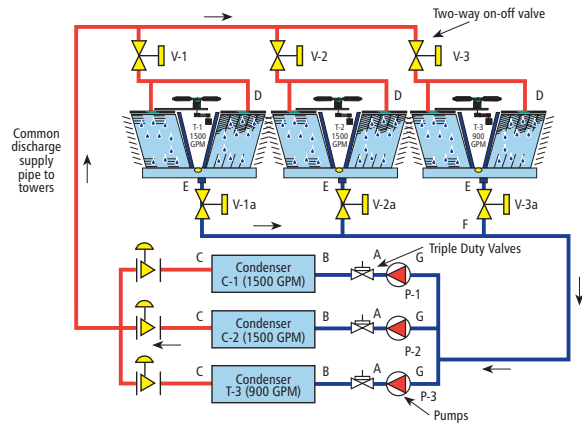 Two-way on-off valve
V-1
V-2
V-3
D
D
D
T-1
1500
GPM
T-2
1500
GPM
T-3
900
GPM
Common
discharge
supply
pipe to
towers
E
E
E
V-1a
V-2a
V-3a
F
Triple Duty Valves
C
Condenser
C-1 (1500 GPM)
B
A
G
P-1
C
Condenser
C-2 (1500 GPM)
B
A
G
P-2
C
Condenser
T-3 (900 GPM)
B
A
G
P-3
Pumps